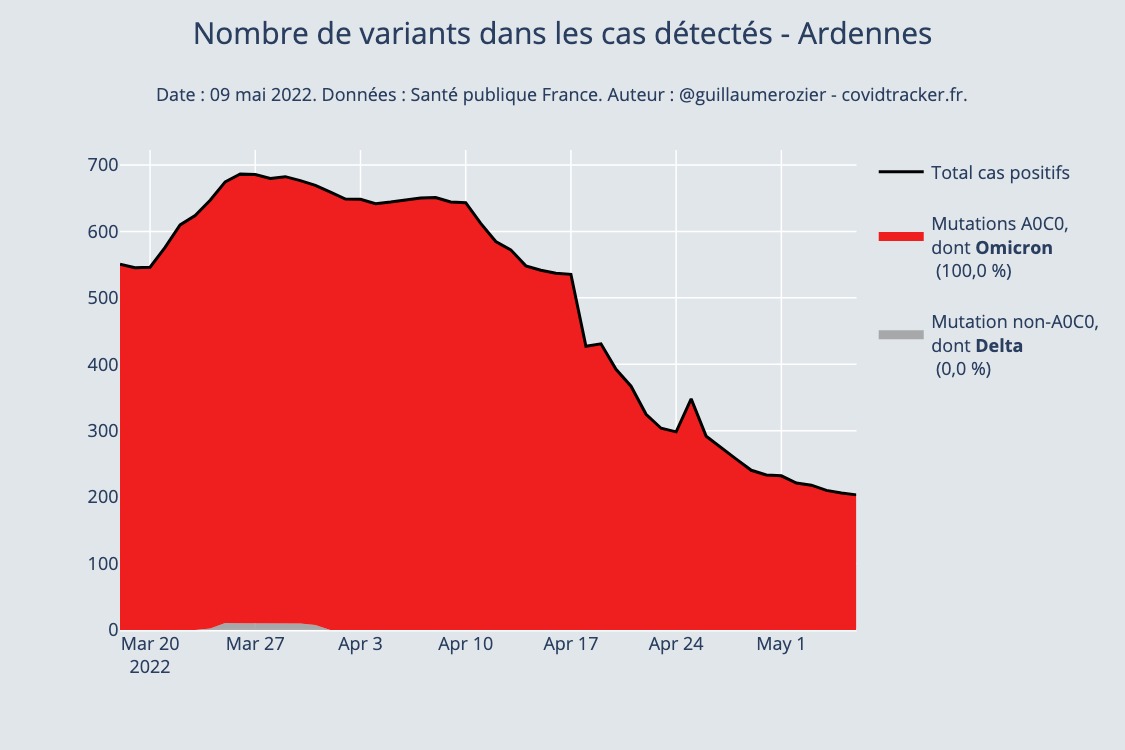 Nombre de variants dans les cas détectés - Ardennes
Date : 09 mai 2022. Données : Santé publique France. Auteur : @guillaumerozier - covidtracker.fr.
700
600
500
400
300
200
100
0
Mar 20
2022
Mar 27
Apr 3
Apr 10
Apr 17
Apr 24
May 1
Total cas positifs
Mutations A0C0,
dont Omicron
(100,0 %)
Mutation non-A0C0,
dont Delta
(0,0 %)